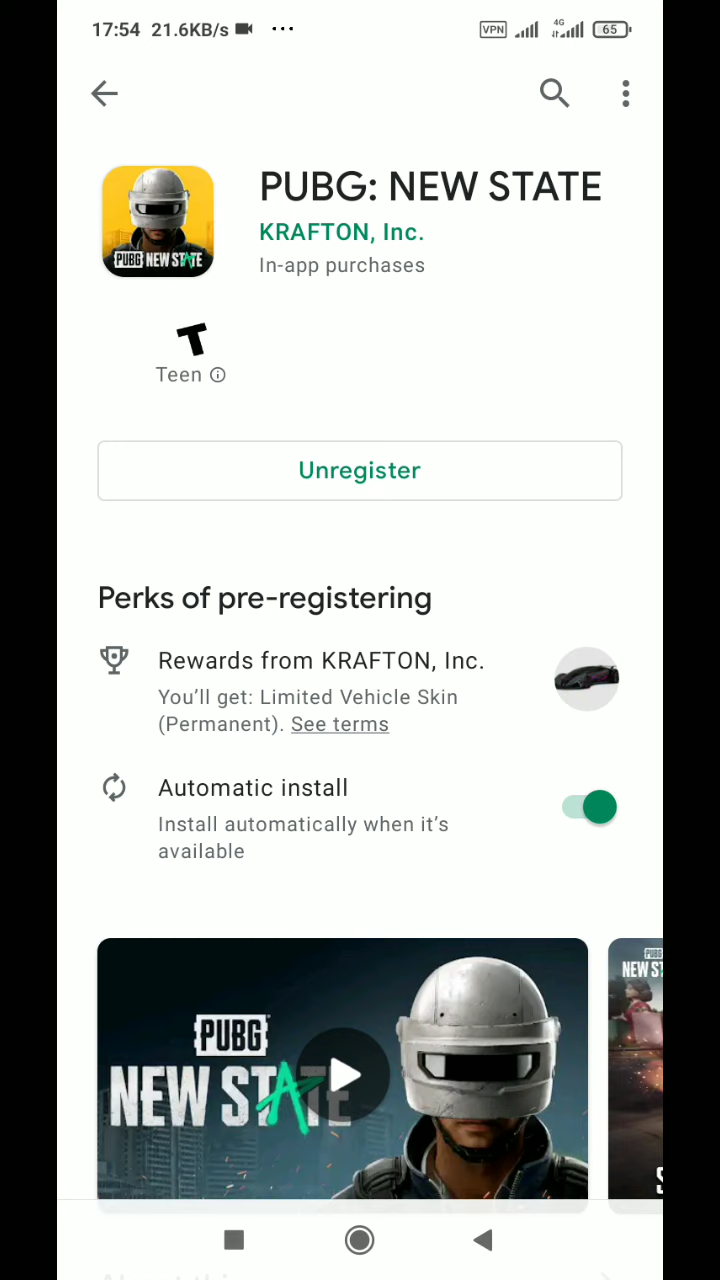 17:54 21.6KB/s ... VPN 4G 65
PUBG: NEW STATE
KRAFTON, Inc.
In-app purchases
PUBG NEW STATE
T
Teen
Unregister
Perks of pre-registering
Rewards from KRAFTON, Inc.
You'll get: Limited Vehicle Skin
(Permanent). See terms
Automatic install
Install automatically when it's
available
PUBG
NEW STATE
PUBG
NEW